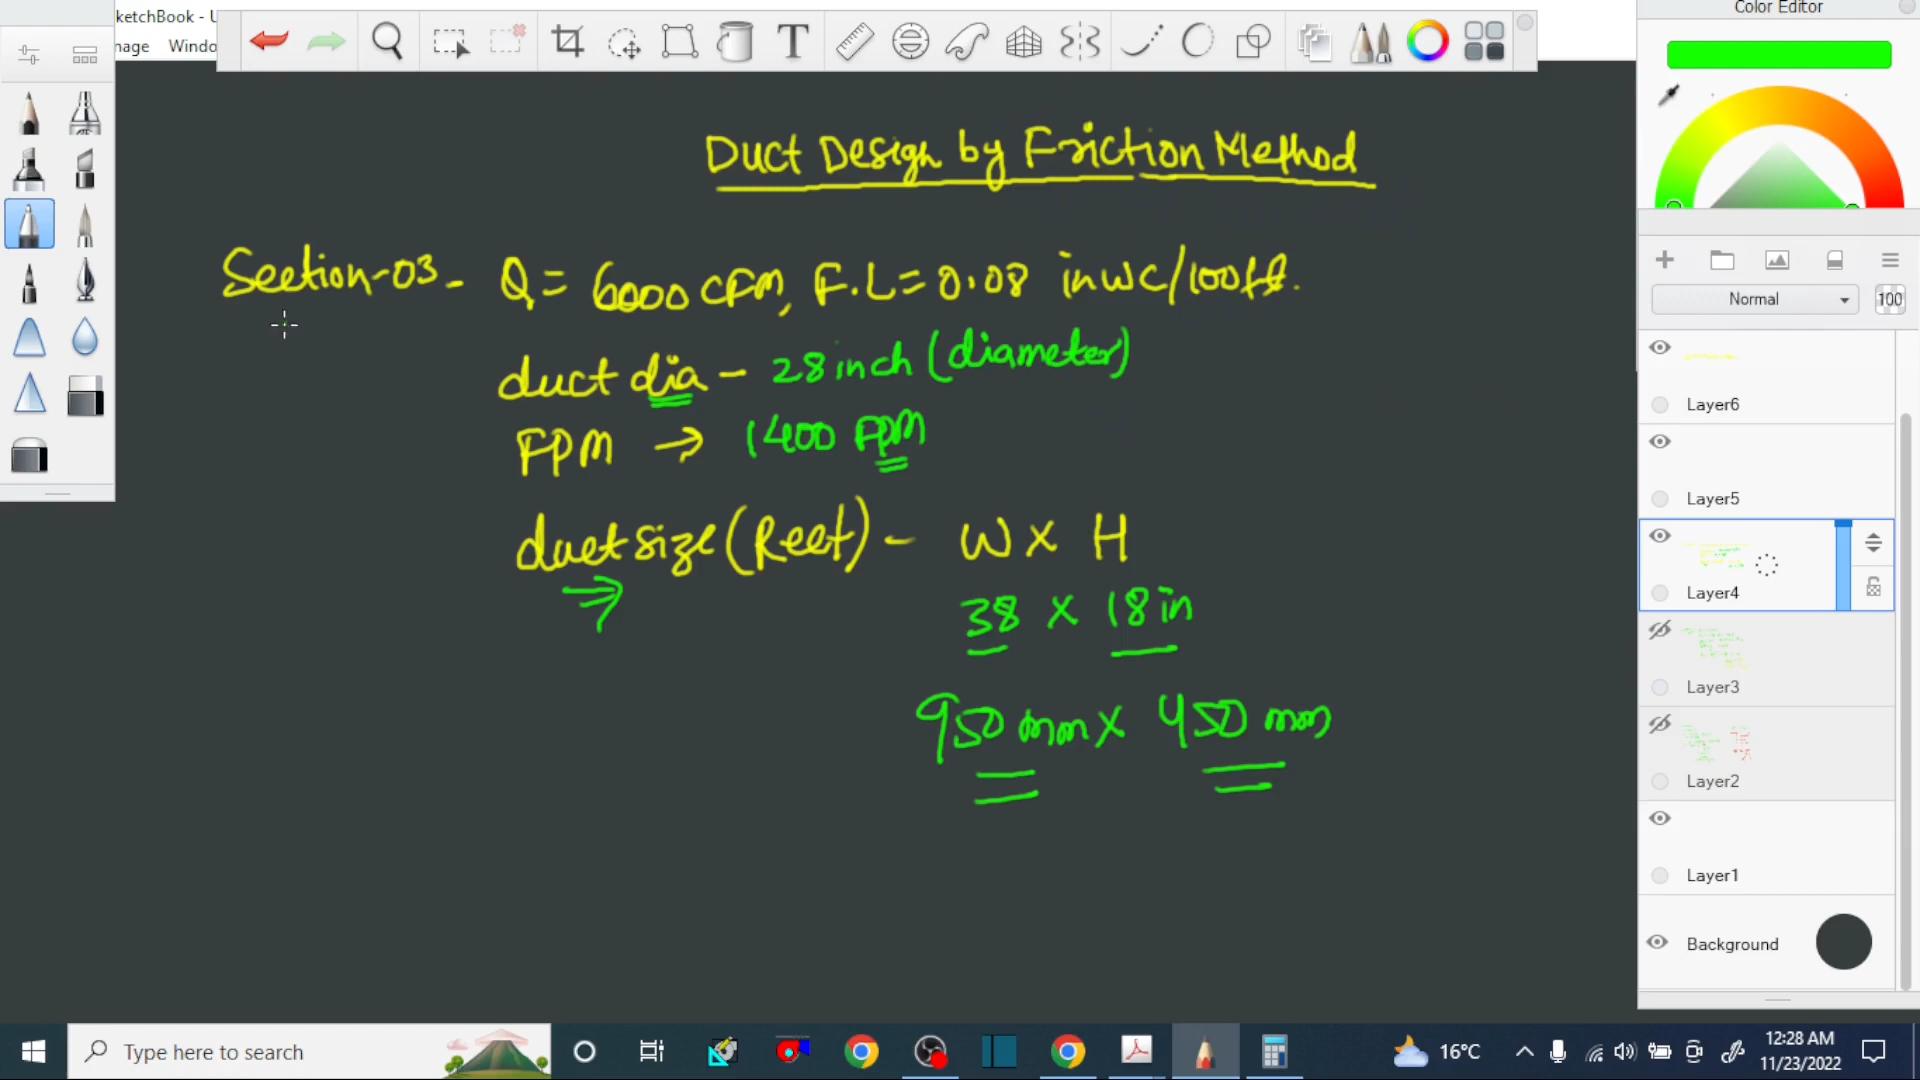 ketchBook - U
nage Windo
Color Editor
Duct Design by Friction Method
Section-03 - Q = 6000 CFM, F.L = 0.08 in wc/100ft.
duct dia - 28 inch (diameter)
FPM → 1400 FPM
duct size (Rect) - W X H
38 X 18 in
950 mm X 450 mm
Normal
100
Layer6
Layer5
Layer4
Layer3
Layer2
Layer1
Background
Type here to search
16°C
12:28 AM
11/23/2022